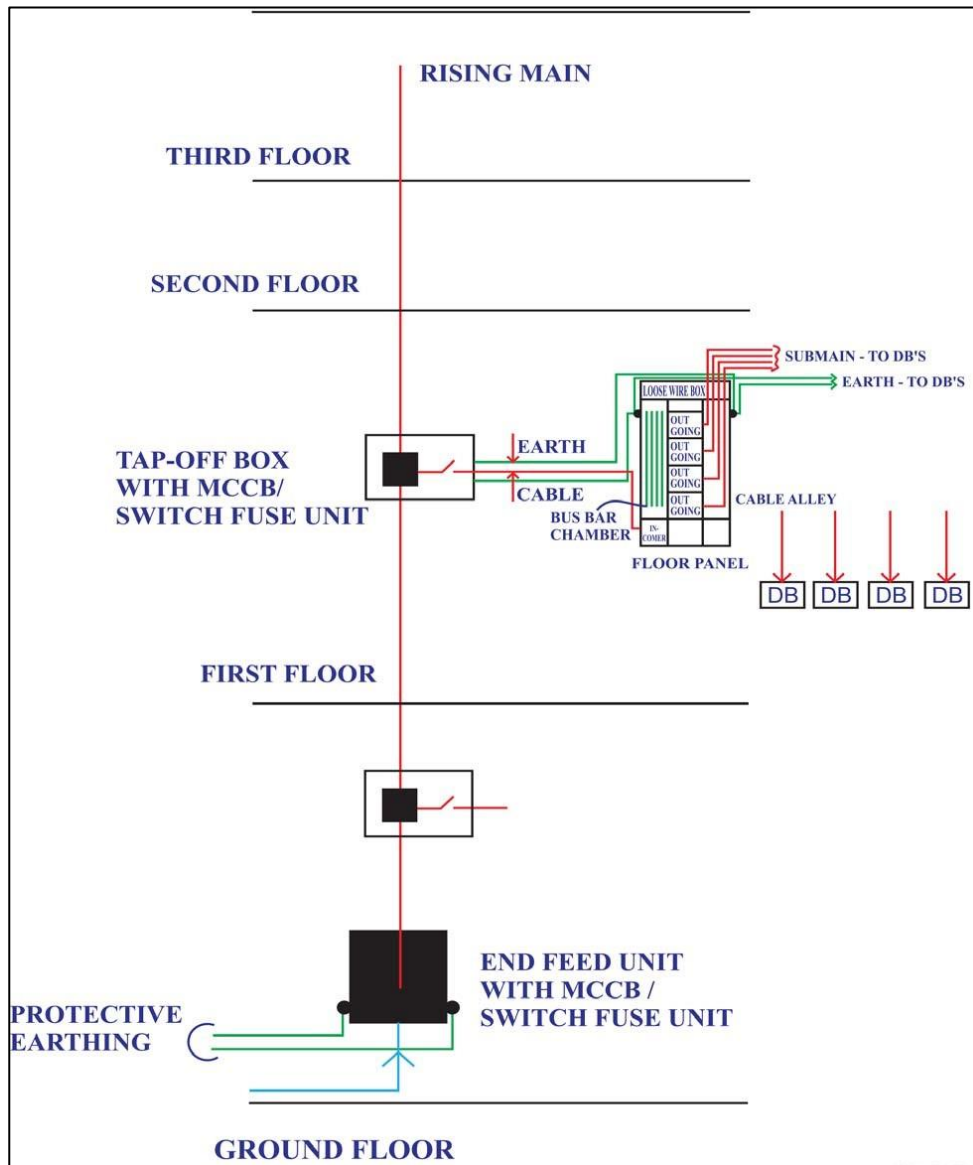 RISING MAIN
THIRD FLOOR
SECOND FLOOR
SUBMAIN - TO DB'S
EARTH - TO DB'S
LOOSE WIRE BOX
OUT
GOING
OUT
GOING
OUT
GOING
OUT
GOING
EARTH
CABLE
TAP-OFF BOX
WITH MCCB/
SWITCH FUSE UNIT
CABLE ALLEY
BUS BAR
CHAMBER
IN-
COMER
FLOOR PANEL
DB
DB
DB
DB
FIRST FLOOR
END FEED UNIT
WITH MCCB /
SWITCH FUSE UNIT
PROTECTIVE
EARTHING
GROUND FLOOR